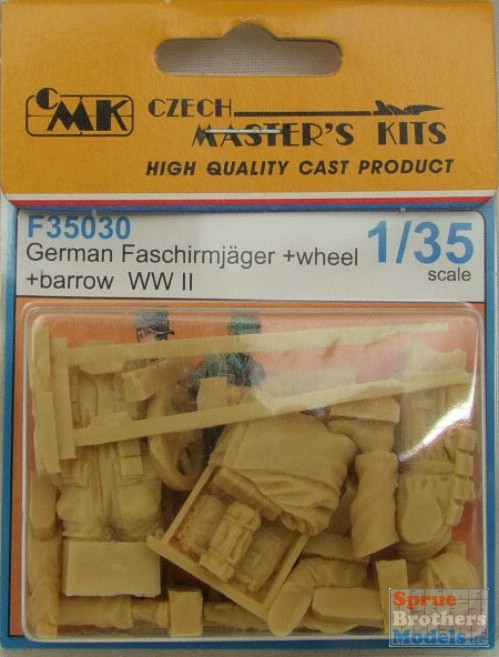 CMK
CZECH
MASTER'S KITS
HIGH QUALITY CAST PRODUCT
F35030
German Faschirmjäger +wheel
+barrow WW II
1/35
scale
Sprue
Brothers
Models LLC